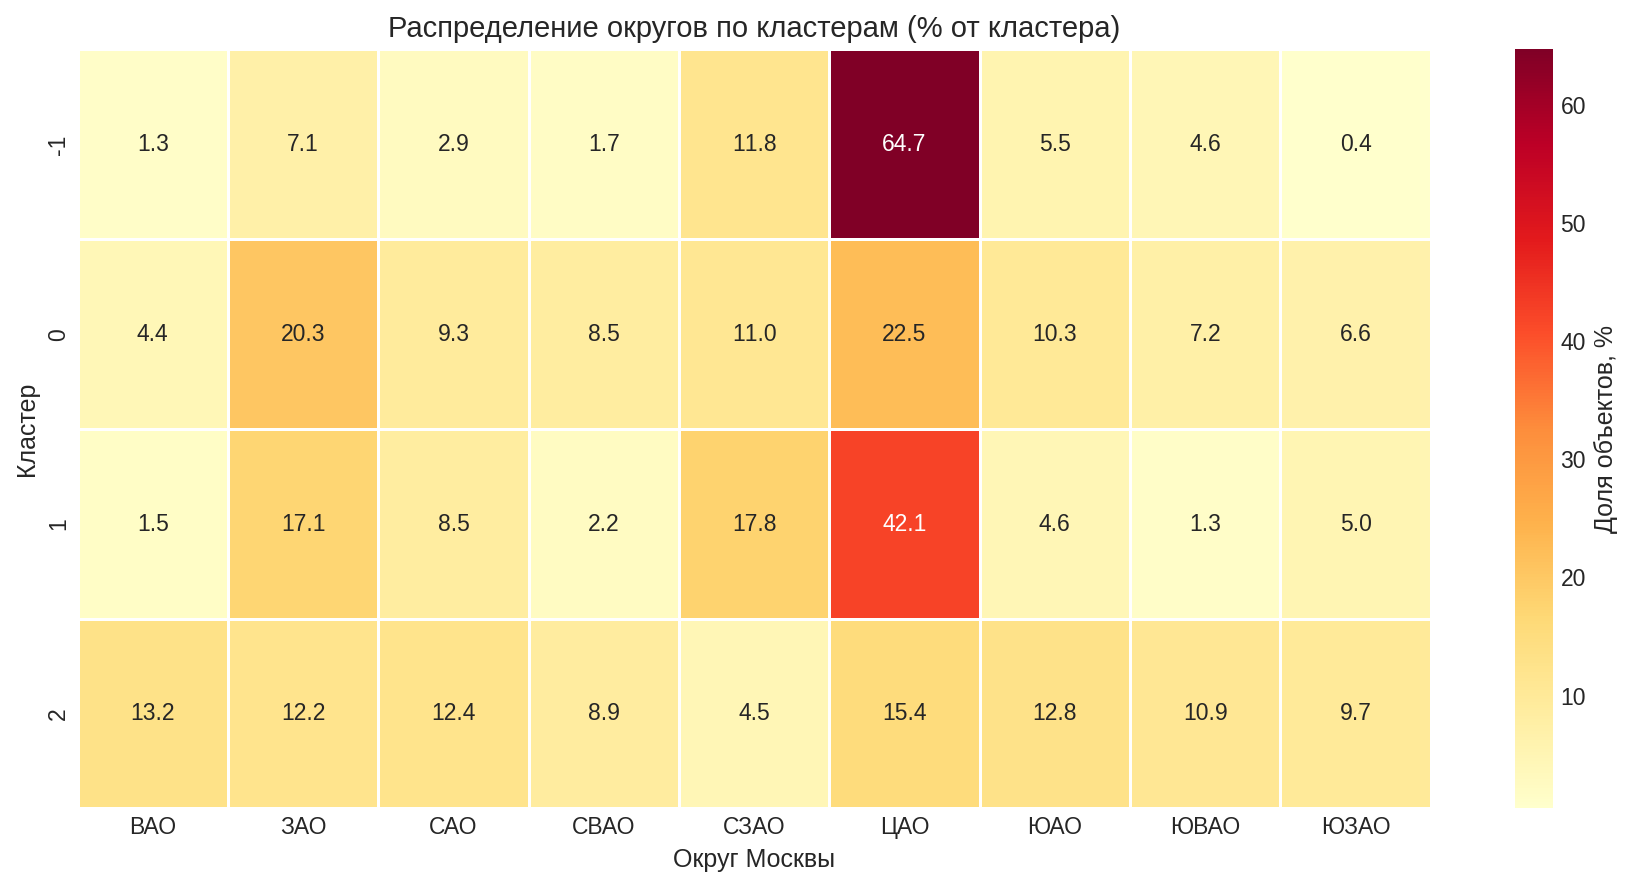 Распределение округов по кластерам (% от кластера)
Кластер
-1 1.3 7.1 2.9 1.7 11.8 64.7 5.5 4.6 0.4
0 4.4 20.3 9.3 8.5 11.0 22.5 10.3 7.2 6.6
1 1.5 17.1 8.5 2.2 17.8 42.1 4.6 1.3 5.0
2 13.2 12.2 12.4 8.9 4.5 15.4 12.8 10.9 9.7
ВАО ЗАО САО СВАО СЗАО ЦАО ЮАО ЮВАО ЮЗАО
Округ Москвы
60
50
40
30
20
10
Доля объектов, %